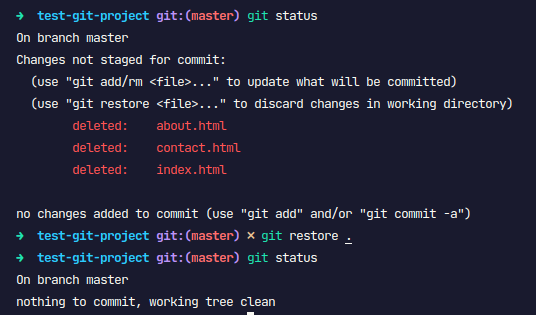 ➜ test-git-project git:(master) git status
On branch master
Changes not staged for commit:
  (use "git add/rm <file>..." to update what will be committed)
  (use "git restore <file>..." to discard changes in working directory)
        deleted:    about.html
        deleted:    contact.html
        deleted:    index.html

no changes added to commit (use "git add" and/or "git commit -a")
➜ test-git-project git:(master) ✗ git restore .
➜ test-git-project git:(master) git status
On branch master
nothing to commit, working tree clean